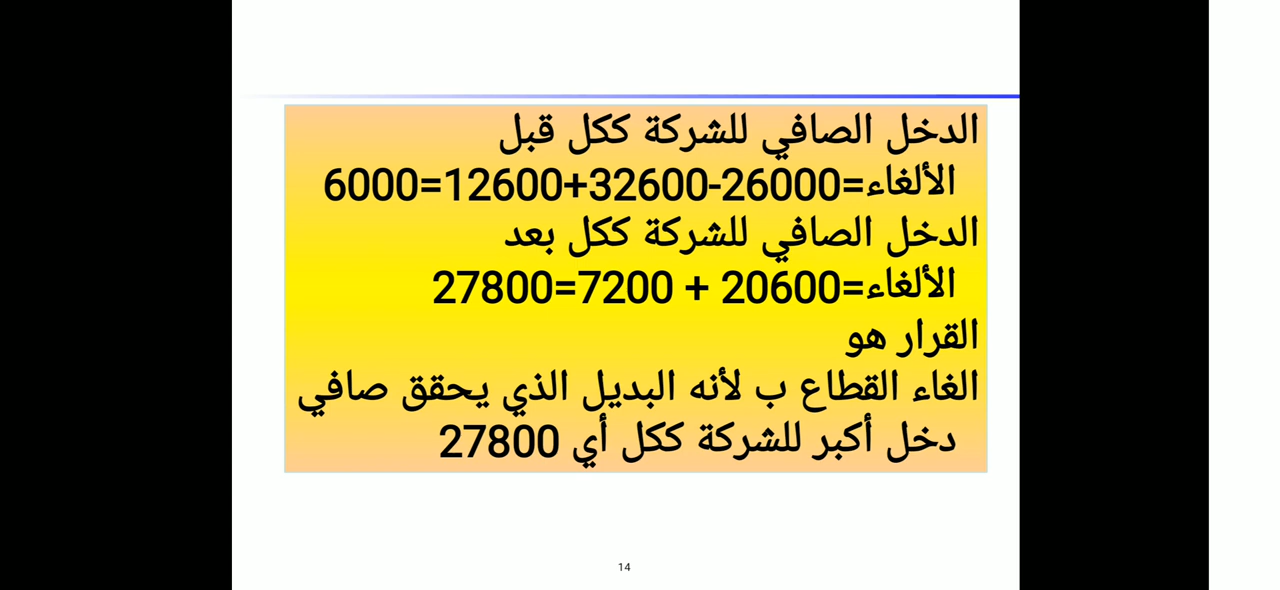 الدخل الصافي للشركة ككل قبل
الألغاء=26000-32600+12600=6000
الدخل الصافي للشركة ككل بعد
الألغاء=20600 + 7200=27800
القرار هو
الغاء القطاع ب لأنه البديل الذي يحقق صافي
دخل أكبر للشركة ككل أي 27800
14